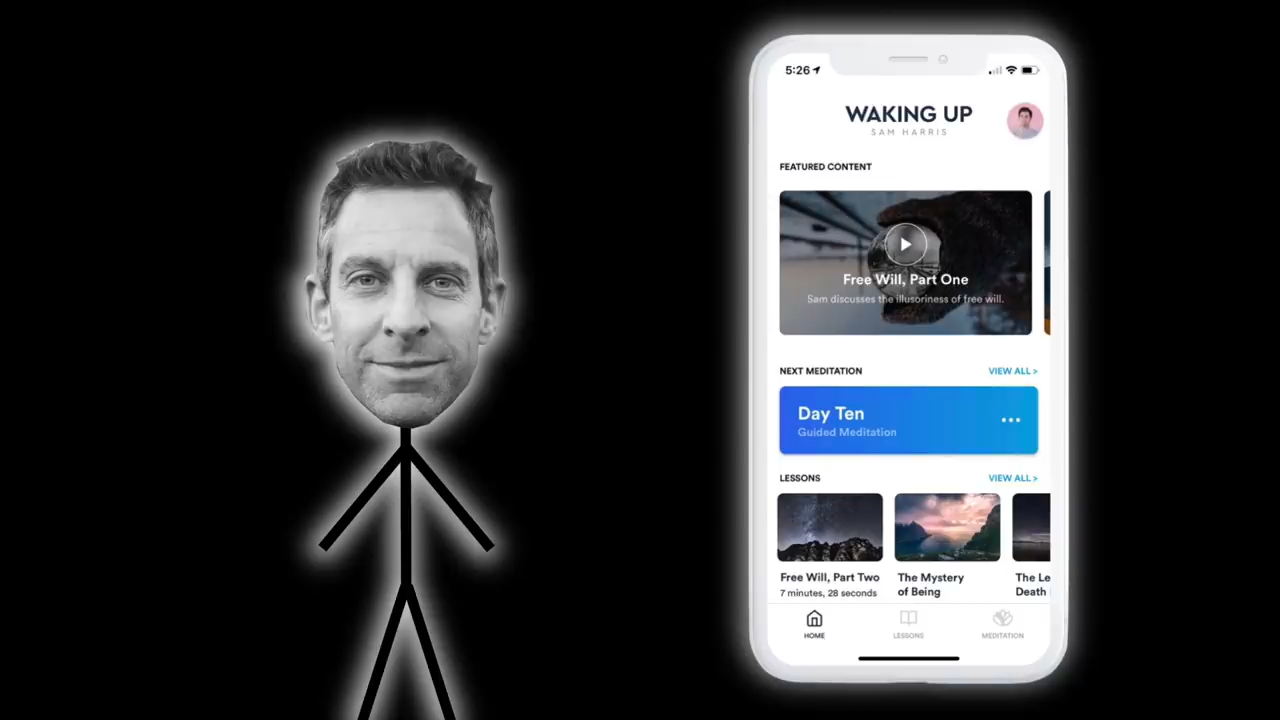 5:26
WAKING UP
SAM HARRIS
FEATURED CONTENT
Free Will, Part One
Sam discusses the illusoriness of free will.
NEXT MEDITATION
VIEW ALL >
Day Ten
Guided Meditation
LESSONS
VIEW ALL >
Free Will, Part Two
7 minutes, 28 seconds
The Mystery
of Being
The Le
Death
HOME
LESSONS
MEDITATION